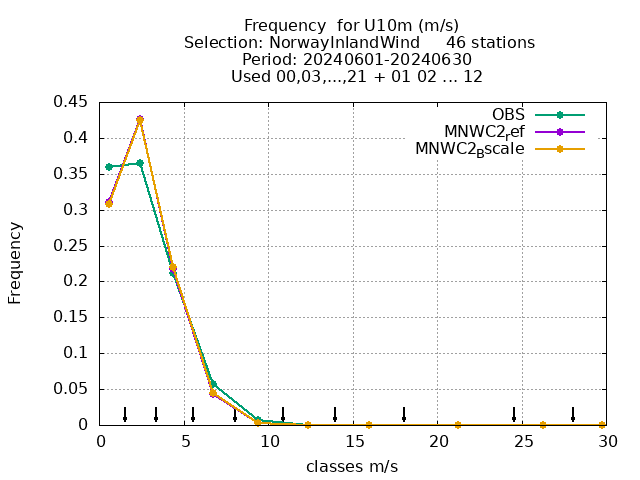 Frequency  for U10m (m/s)
Selection: NorwayInlandWind     46 stations
Period: 20240601-20240630
Used 00,03,...,21 + 01 02 ... 12
OBS
MNWC2ref
MNWC2Bscale
Frequency
0.45
0.4
0.35
0.3
0.25
0.2
0.15
0.1
0.05
0
0 5 10 15 20 25 30
classes m/s